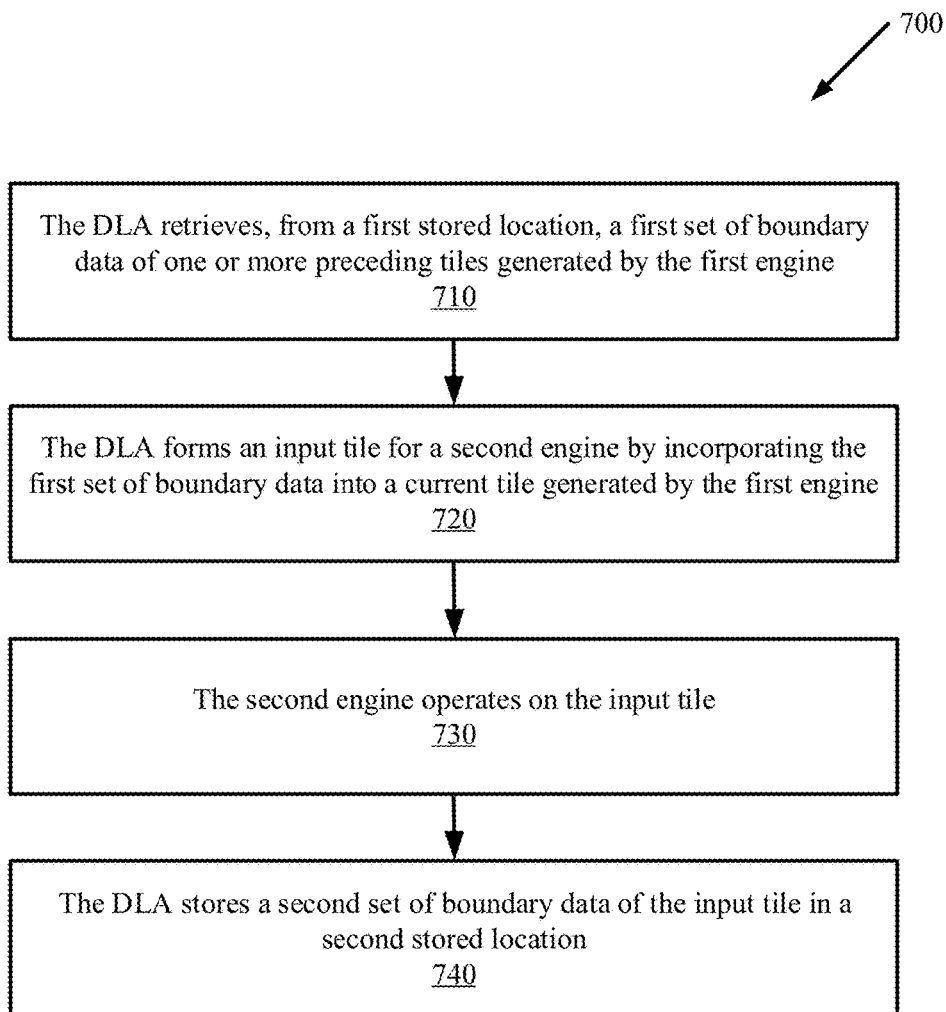 700
The DLA retrieves, from a first stored location, a first set of boundary
data of one or more preceding tiles generated by the first engine
710
The DLA forms an input tile for a second engine by incorporating the
first set of boundary data into a current tile generated by the first engine
720
The second engine operates on the input tile
730
The DLA stores a second set of boundary data of the input tile in a
second stored location
740